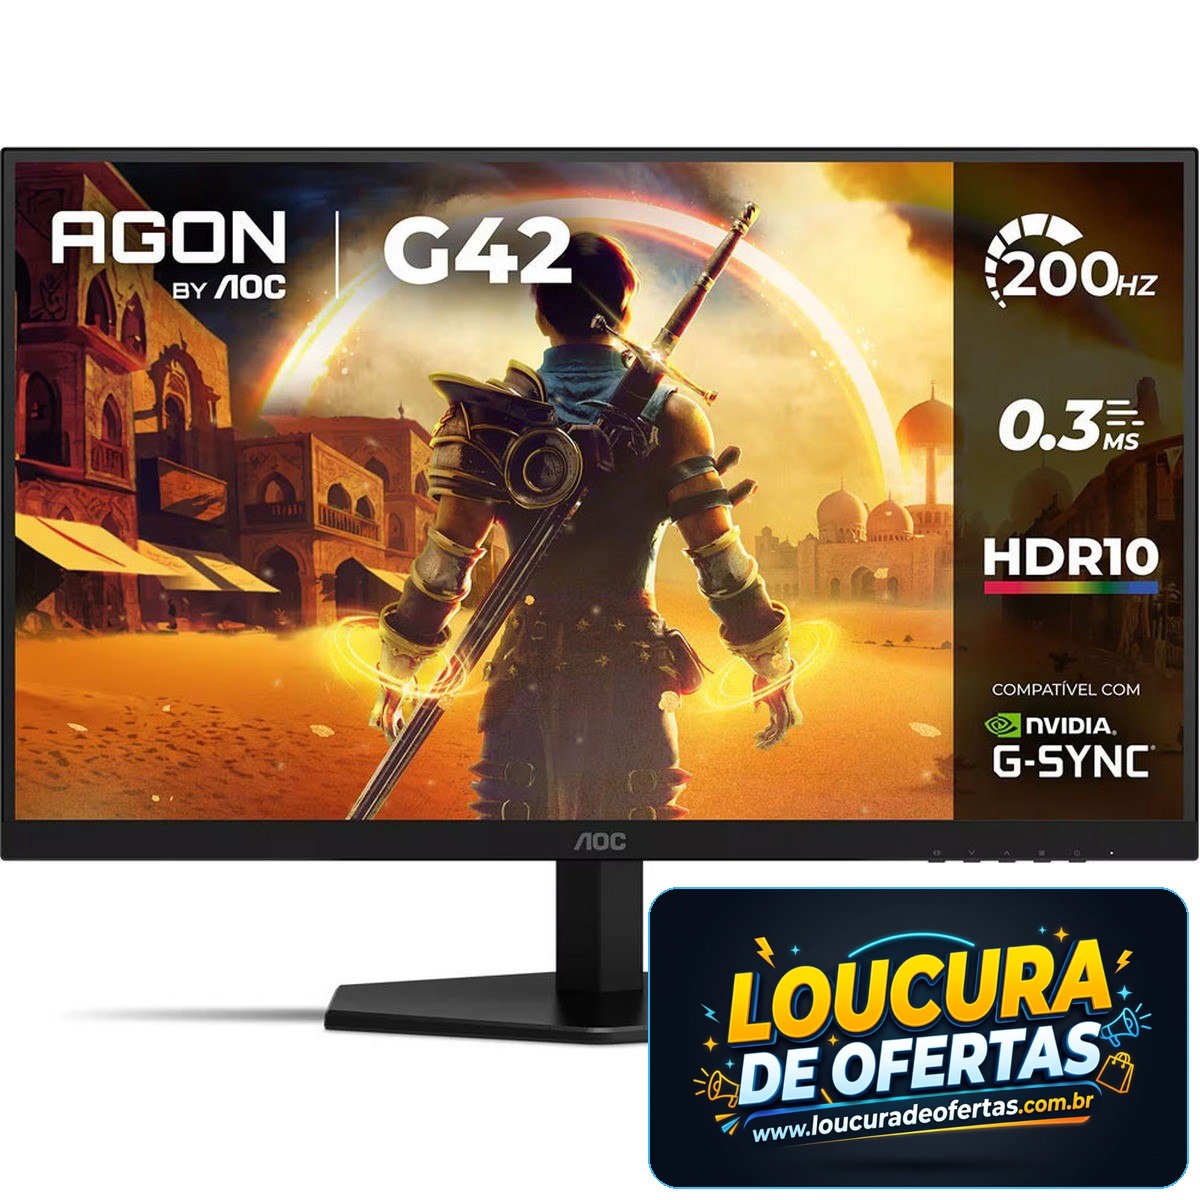 AGON
BY AOC
G42
200HZ
0.3MS
HDR10
COMPATÍVEL COM
NVIDIA.
G-SYNC
AOC
LOUCURA
DE OFERTAS
www.loucuradeofertas.com.br